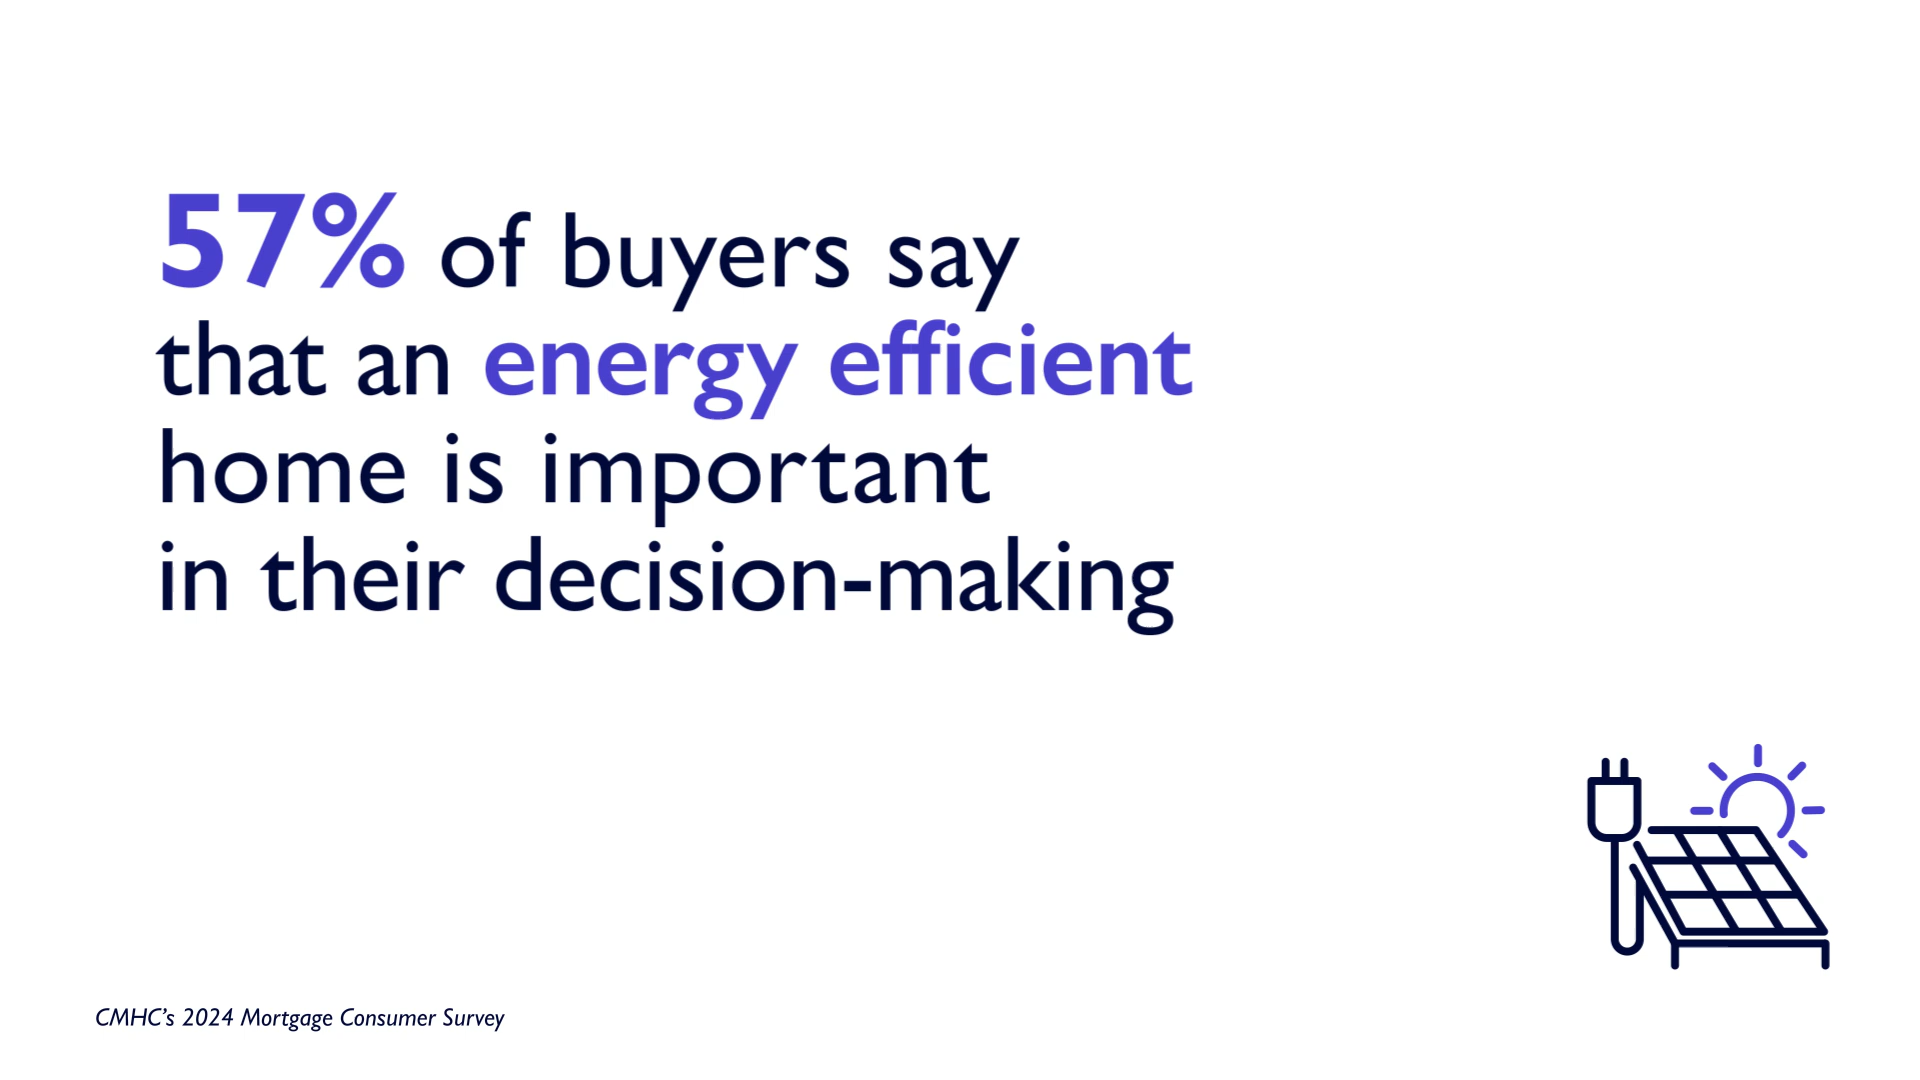 57% of buyers say
that an energy efficient
home is important
in their decision-making
CMHC’s 2024 Mortgage Consumer Survey